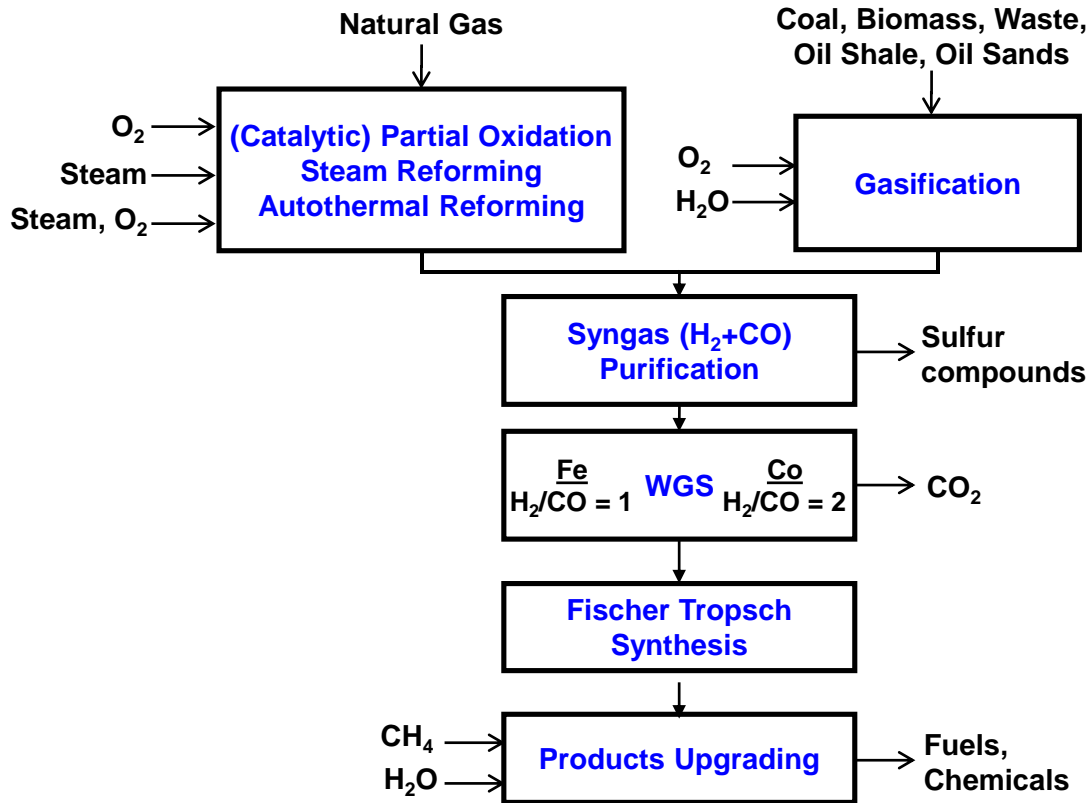 Natural Gas
Coal, Biomass, Waste,
Oil Shale, Oil Sands
O₂
Steam
Steam, O₂
(Catalytic) Partial Oxidation
Steam Reforming
Autothermal Reforming
O₂
H₂O
Gasification
Syngas (H₂+CO)
Purification
Sulfur
compounds
Fe
H₂/CO = 1
WGS
Co
H₂/CO = 2
CO₂
Fischer Tropsch
Synthesis
CH₄
H₂O
Products Upgrading
Fuels,
Chemicals